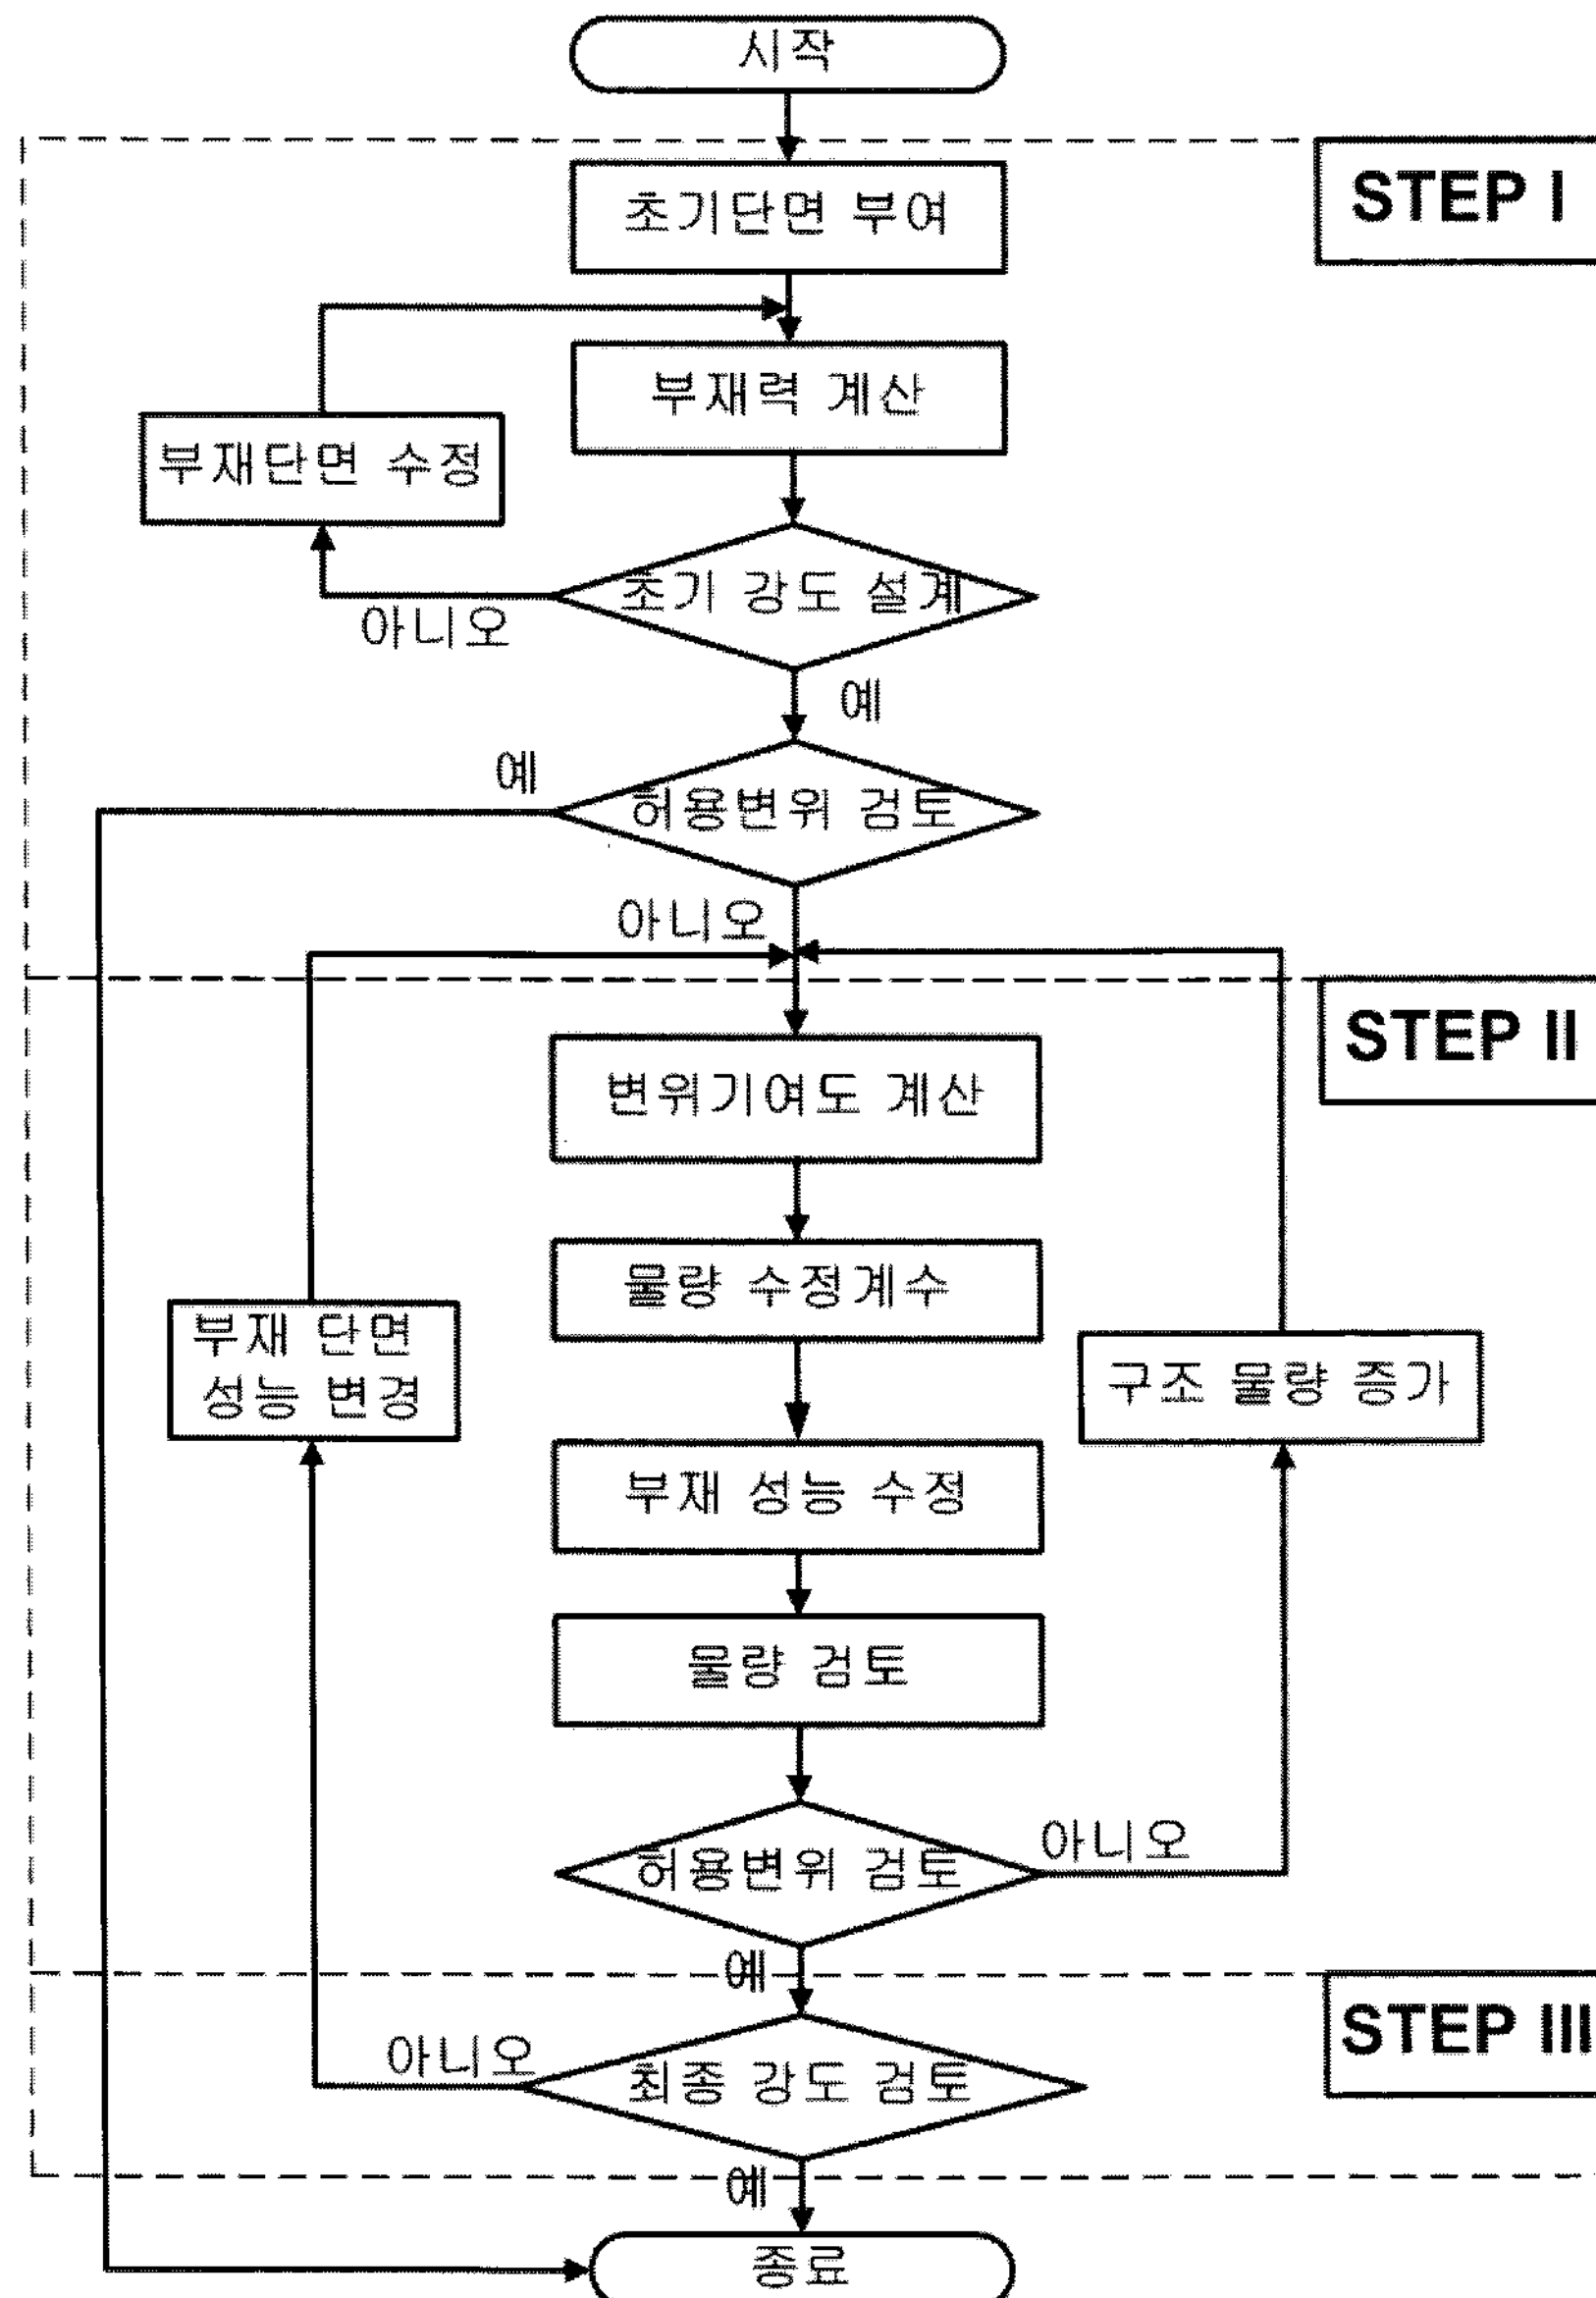 시작
STEP I
초기단면 부여
부재력 계산
부재단면 수정
초기 강도 설계
아니오
예
예
허용변위 검토
아니오
STEP II
변위기여도 계산
물량 수정계수
부재 단면
성능 변경
구조 물량 증가
부재 성능 수정
물량 검토
아니오
허용변위 검토
예
STEP III
아니오
최종 강도 검토
예
종료